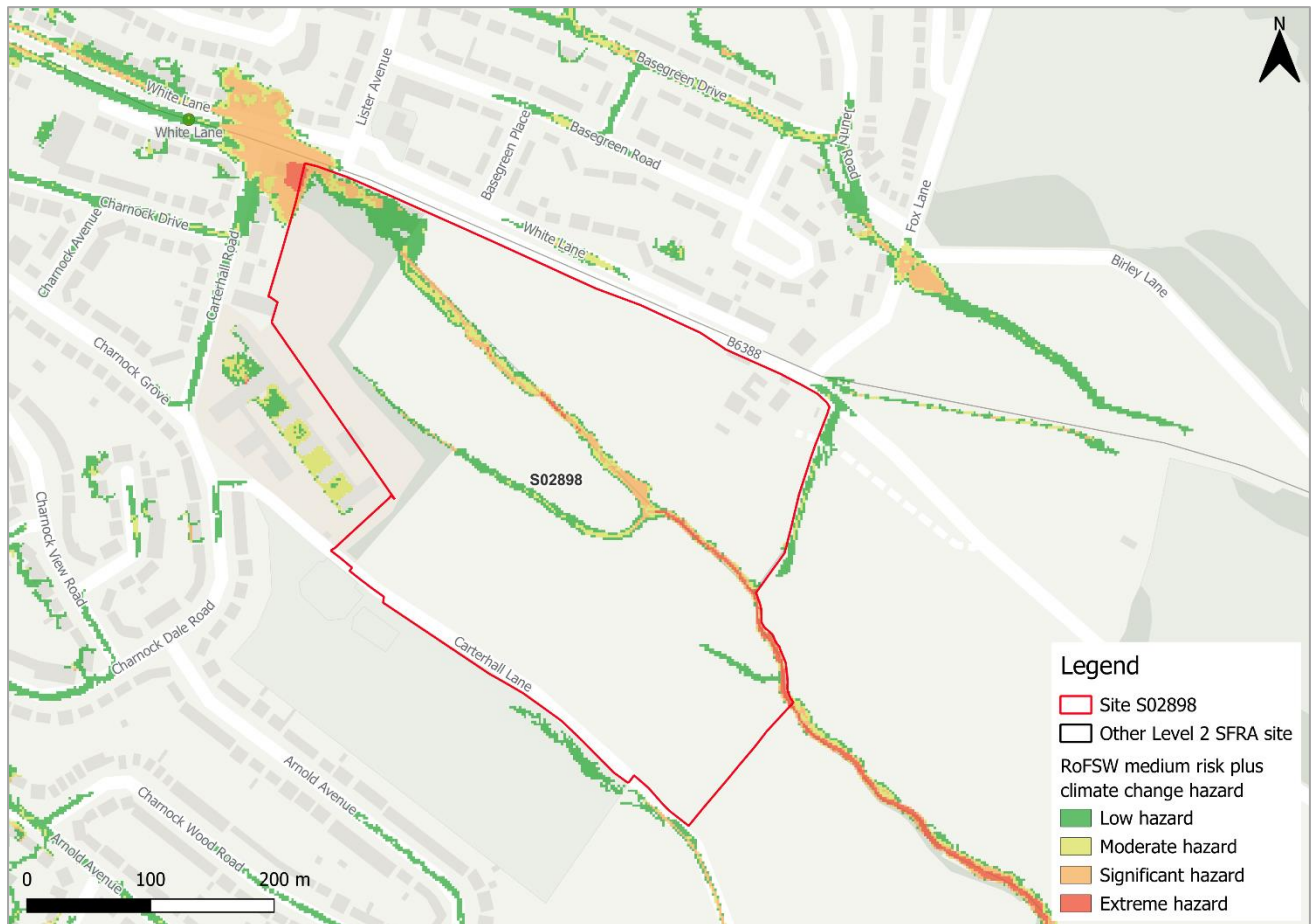 N
White Lane
White Lane
Lister Avenue
Basegreen Drive
Basegreen Road
Basegreen Place
Jaunty Road
Fox Lane
Birley Lane
Charnock Drive
Charnock Avenue
Carterhall Road
White Lane
B6388
Charnock Grove
S02898
Charnock View Road
Charnock Dale Road
Carterhall Lane
Arnold Avenue
Charnock Wood Road
Arnold Avenue
Legend
Site S02898
Other Level 2 SFRA site
RoFSW medium risk plus
climate change hazard
Low hazard
Moderate hazard
Significant hazard
Extreme hazard
0 100 200 m